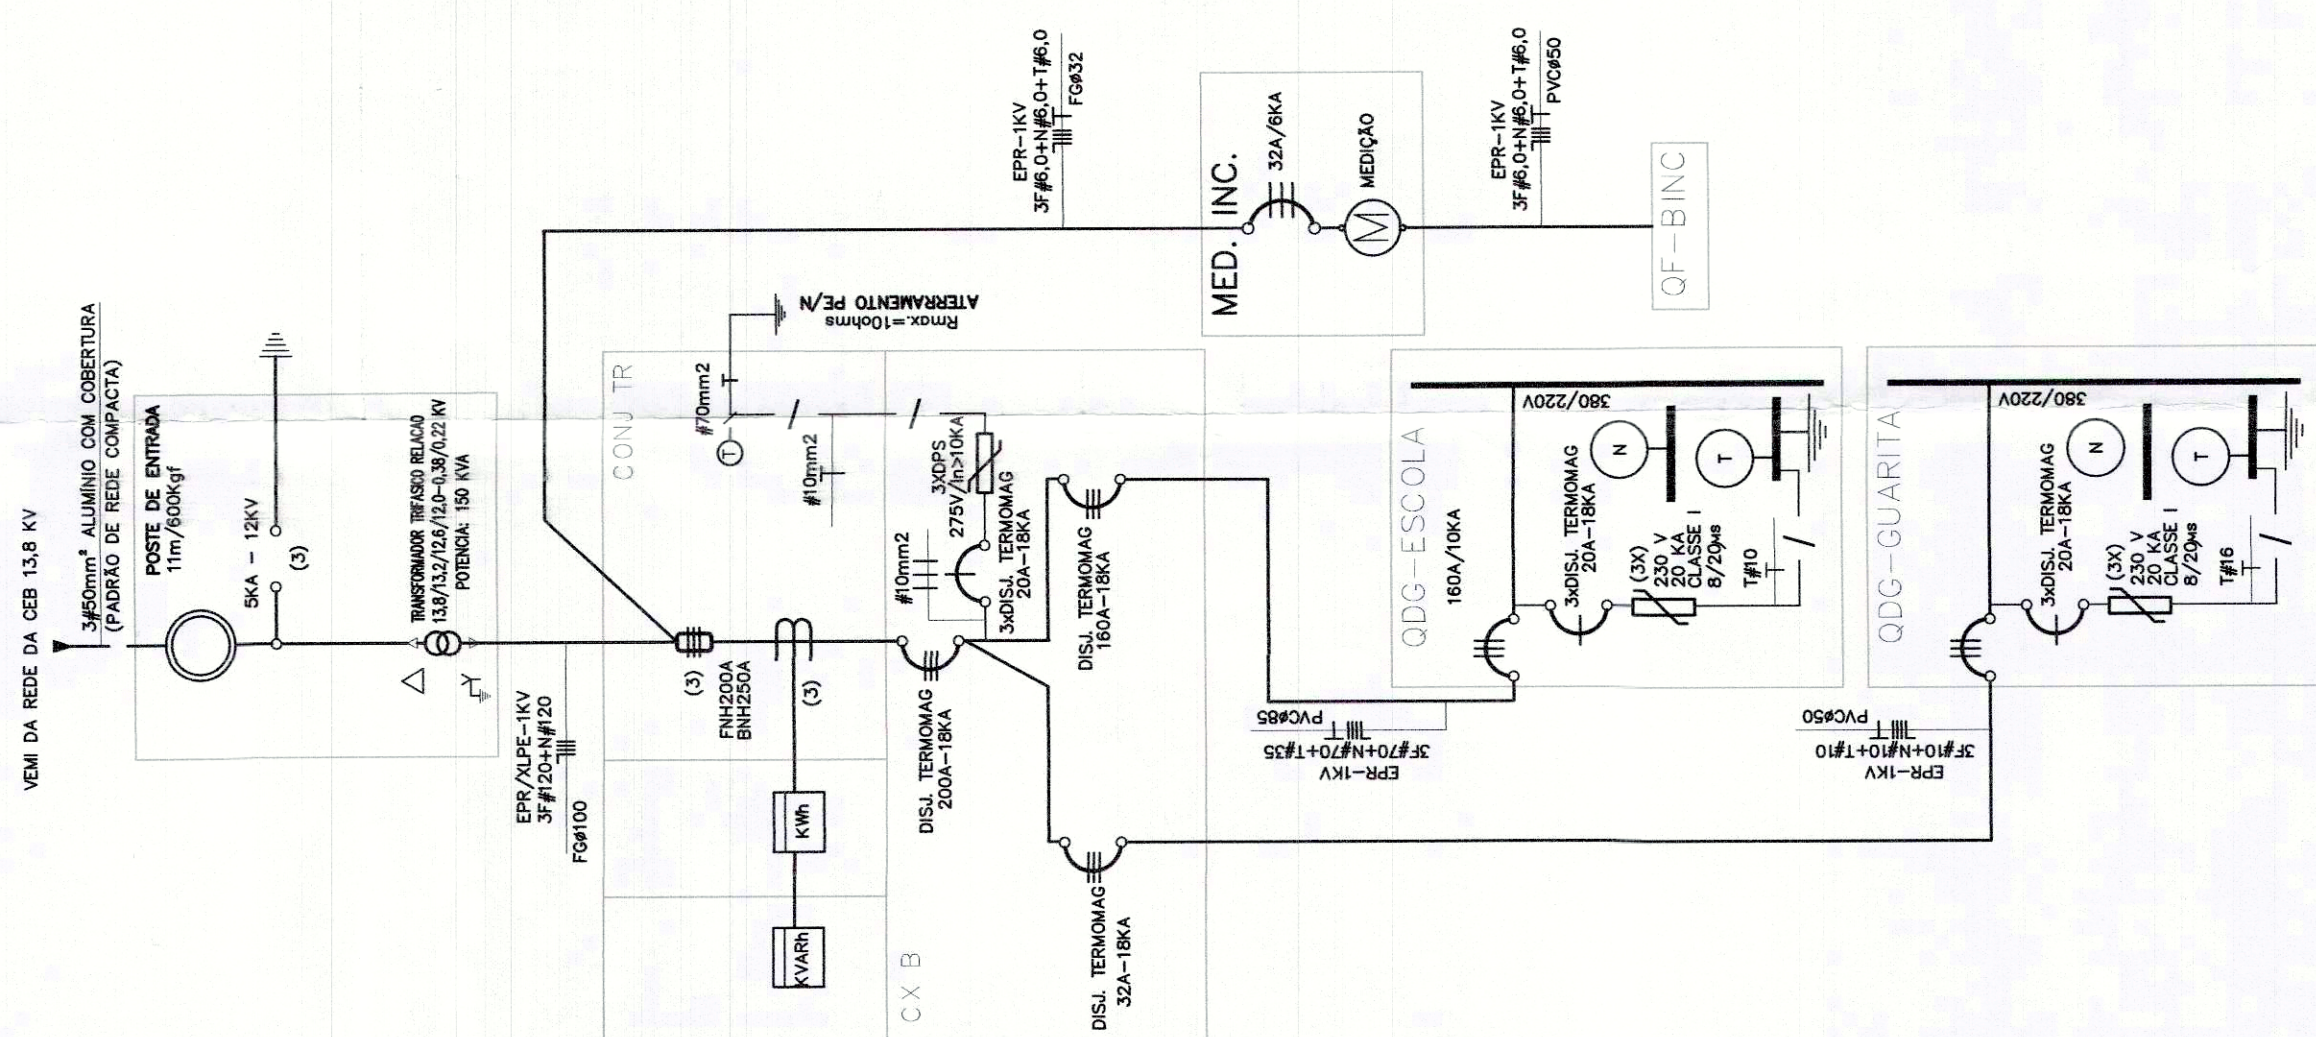 VEMI DA REDE DA CEB 13,8 KV
3#50mm² ALUMÍNIO COM COBERTURA
(PADRÃO DE REDE COMPACTA)
POSTE DE ENTRADA
11m/600Kgf
5KA - 12KV
(3)
TRANSFORMADOR TRIFASICO RELACAO
13,8/13,2/12,6/12,0-0,38/0,22 KV
POTENCIA: 150 KVA
EPR/XLPE-1KV
3F#120+N#120
FGø100
CONJ TR
(3)
FNH200A
BNH250A
(3)
KWh
KVARh
#70mm2
T
ATERRAMENTO PE/N
Rmax.=10ohms
#10mm2
CX B
DISJ. TERMOMAG
200A-18KA
#10mm2
3XDPS
275V/In>10KA
3xDISJ. TERMOMAG
20A-18KA
DISJ. TERMOMAG
160A-18KA
DISJ. TERMOMAG
32A-18KA
EPR-1KV
3F#6,0+N#6,0+T#6,0
FGø32
MED. INC.
32A/6KA
M
MEDIÇÃO
EPR-1KV
3F#6,0+N#6,0+T#6,0
PVCø50
QF-BINC
PVCø85
3F#70+N#70+T#35
EPR-1KV
QDG-ESCOLA
160A/10KA
380/220V
3xDISJ. TERMOMAG
20A-18KA
N
T
(3X)
230 V
20 KA
CLASSE I
8/20µs
T#10
PVCø50
3F#10+N#10+T#10
EPR-1KV
QDG-GUARITA
380/220V
3xDISJ. TERMOMAG
20A-18KA
N
T
(3X)
230 V
20 KA
CLASSE I
8/20µs
T#16